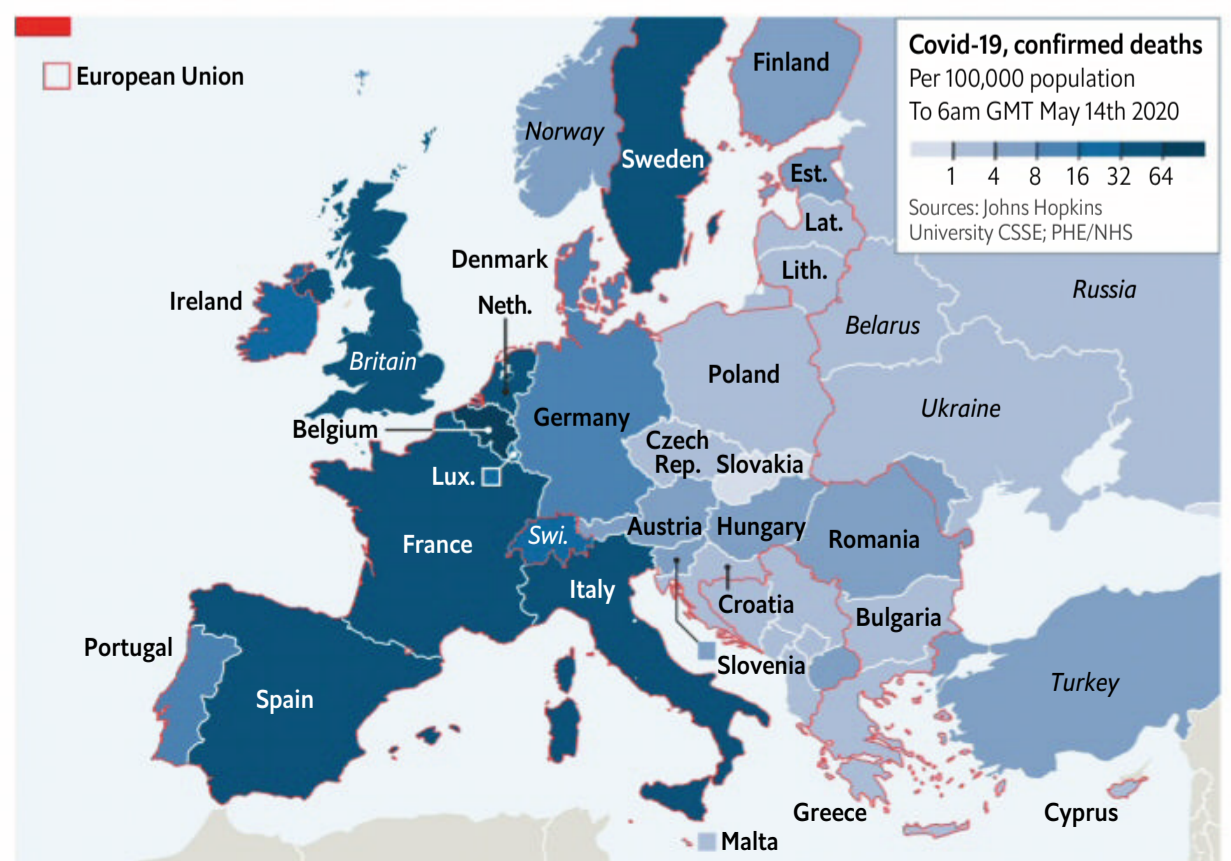 European Union
Covid-19, confirmed deaths
Per 100,000 population
To 6am GMT May 14th 2020
1 4 8 16 32 64
Sources: Johns Hopkins
University CSSE; PHE/NHS
Finland
Norway
Sweden
Est.
Lat.
Lith.
Denmark
Neth.
Ireland
Britain
Russia
Belarus
Poland
Ukraine
Germany
Belgium
Czech
Rep.
Slovakia
Lux.
France
Swi.
Austria
Hungary
Romania
Italy
Croatia
Bulgaria
Portugal
Slovenia
Spain
Turkey
Greece
Cyprus
Malta